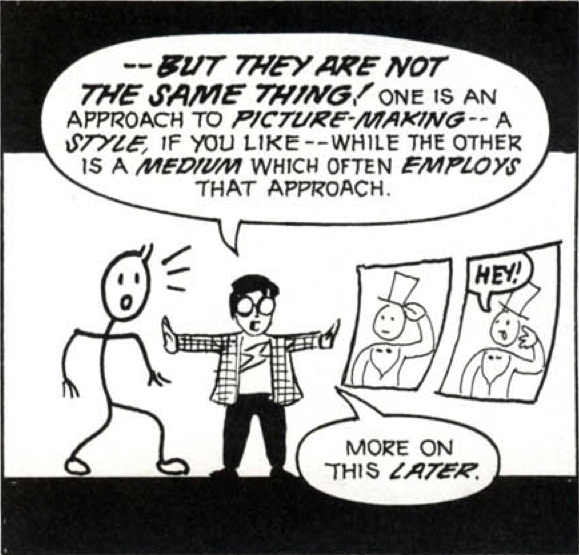 --BUT THEY ARE NOT
THE SAME THING! ONE IS AN
APPROACH TO PICTURE-MAKING--A
STYLE, IF YOU LIKE--WHILE THE OTHER
IS A MEDIUM WHICH OFTEN EMPLOYS
THAT APPROACH.
HEY!
MORE ON
THIS LATER.